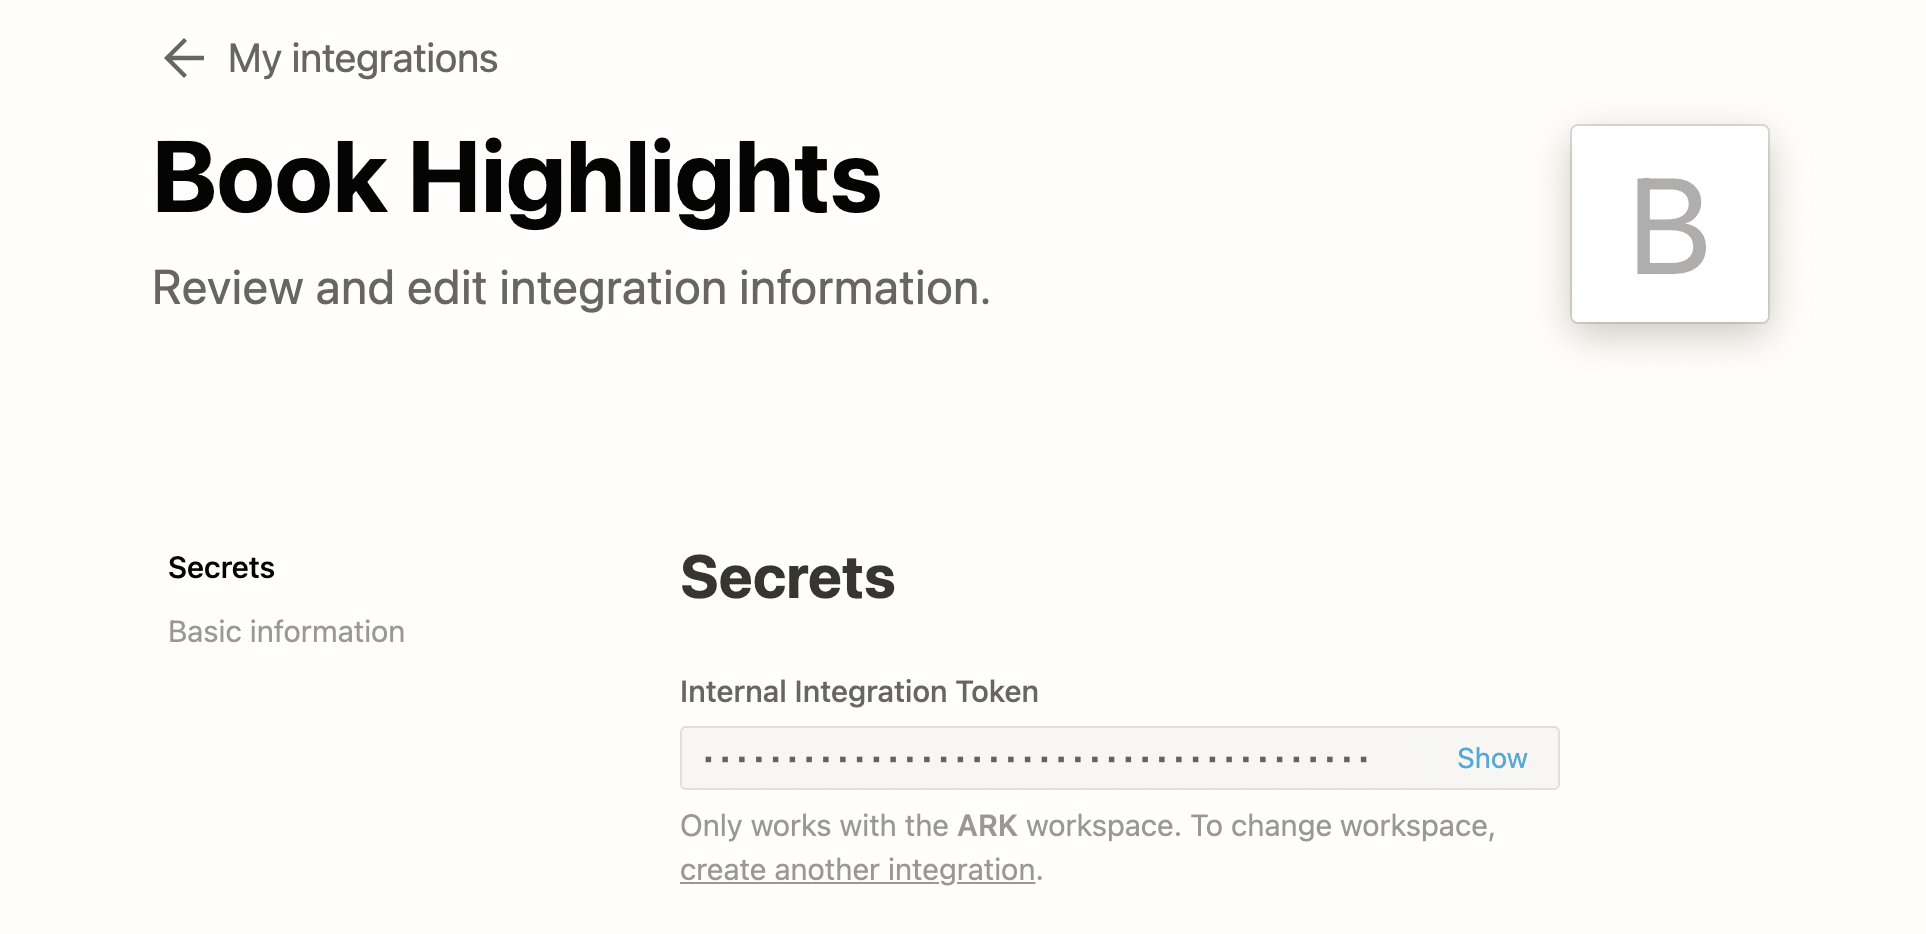 ← My integrations
Book Highlights
B
Review and edit integration information.
Secrets
Basic information
Secrets
Internal Integration Token
········································ Show
Only works with the ARK workspace. To change workspace,
create another integration.